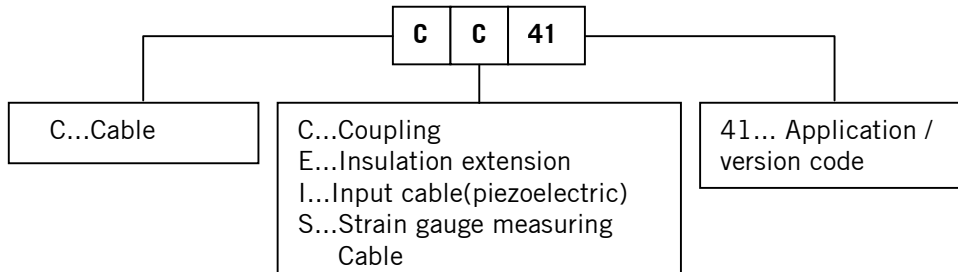 C C 41
C...Cable
C...Coupling
E...Insulation extension
I...Input cable(piezoelectric)
S...Strain gauge measuring
Cable
41... Application /
version code